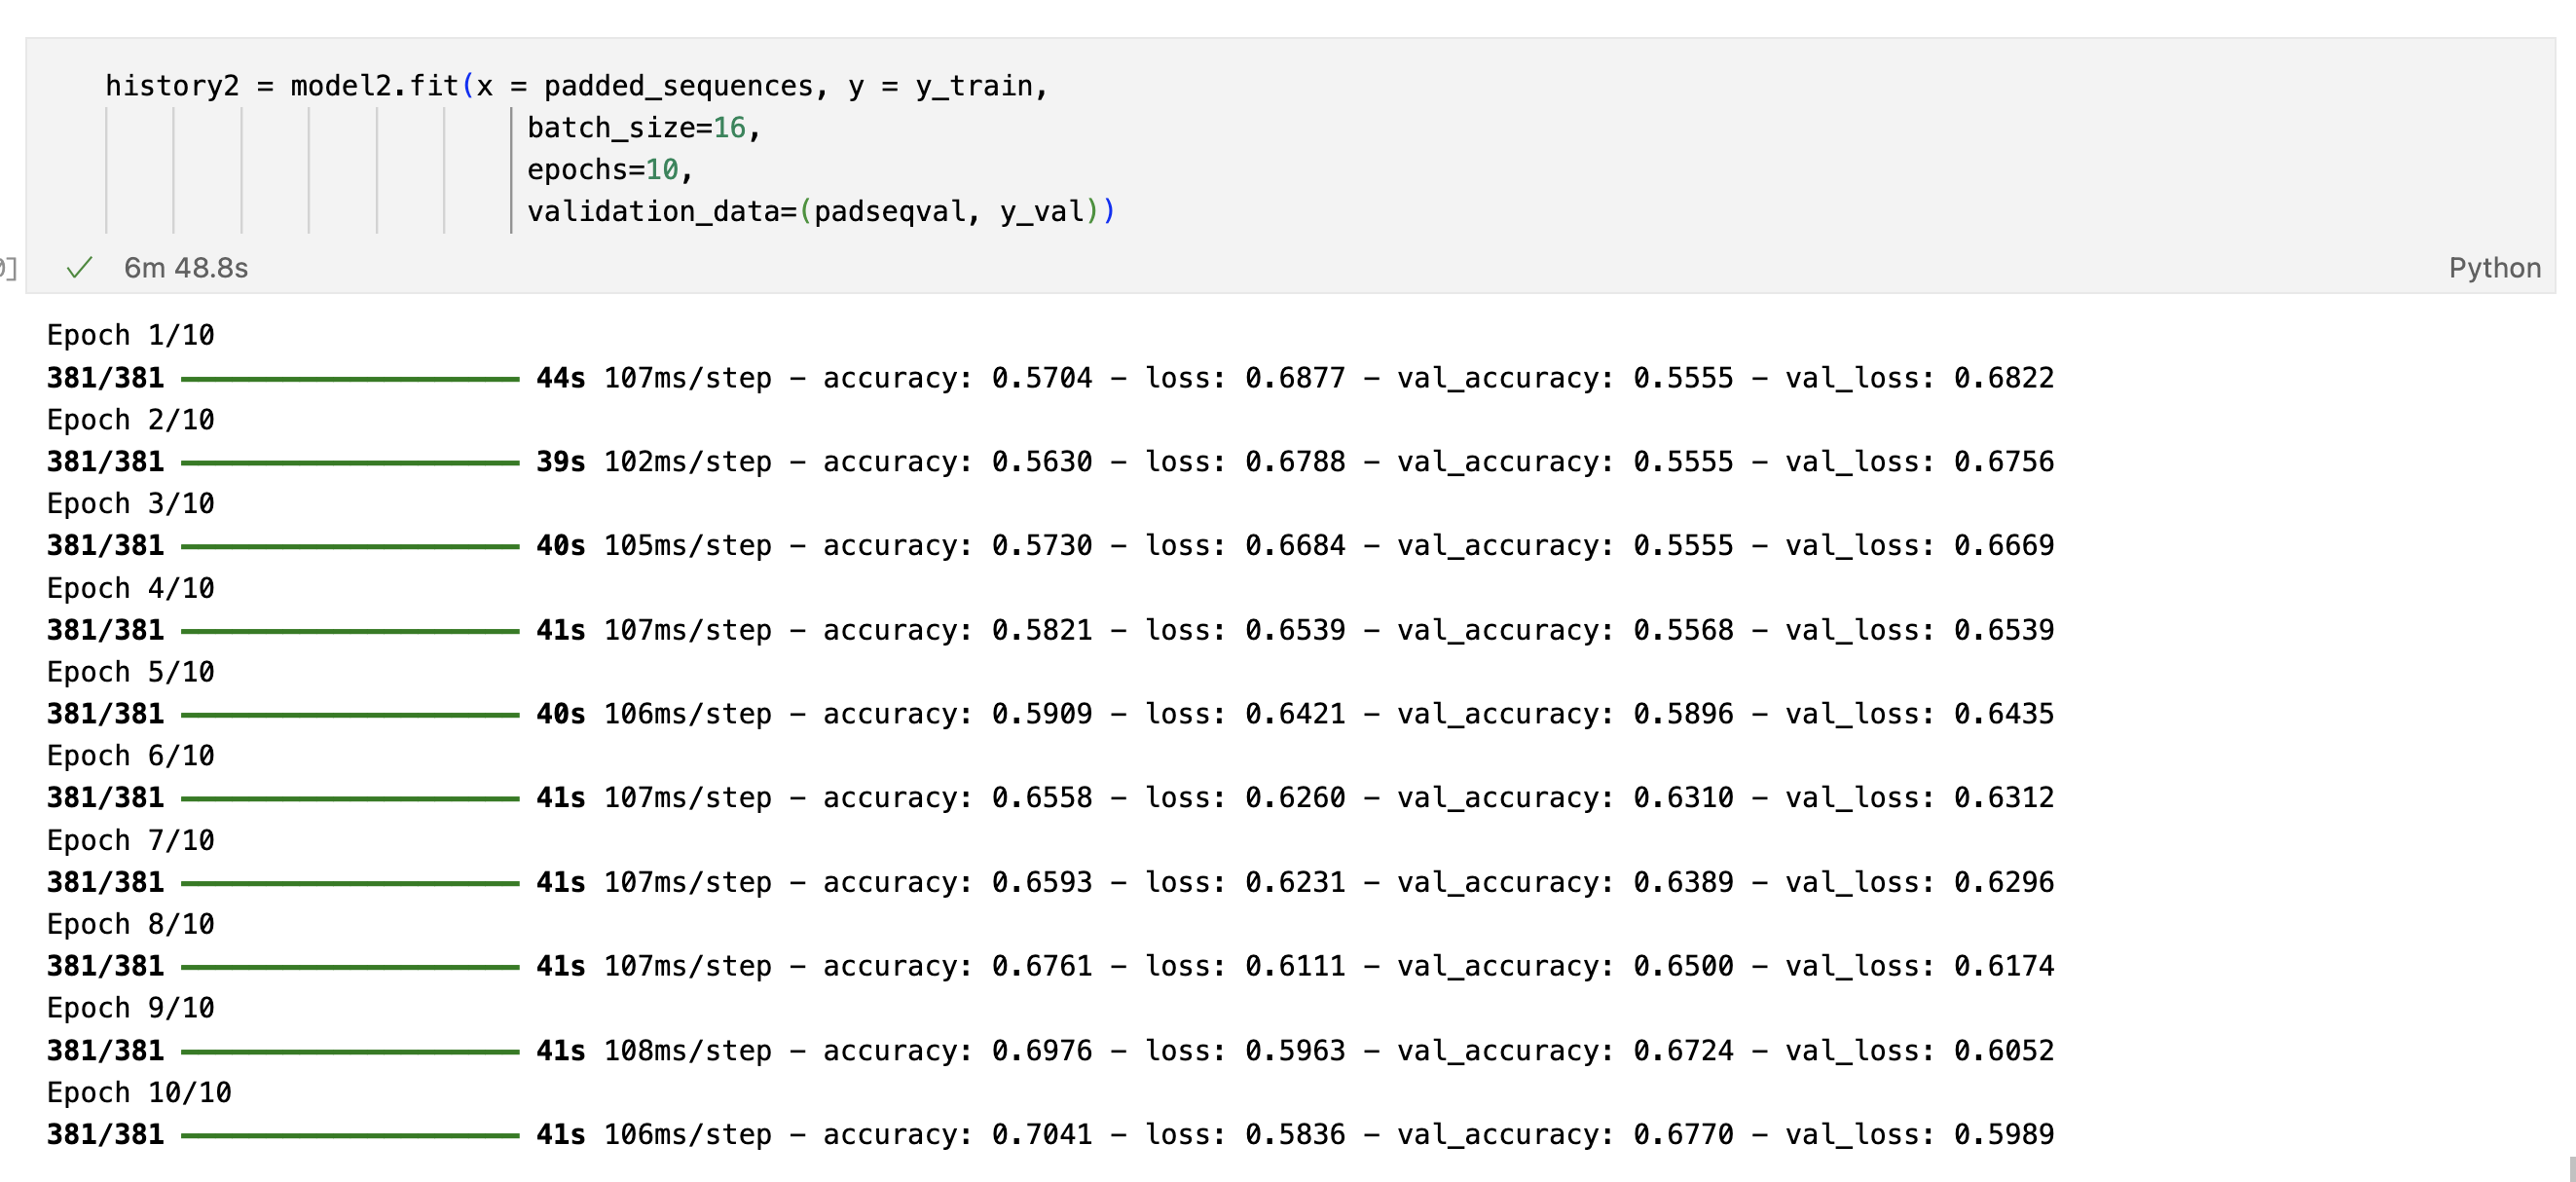 history2 = model2.fit(x = padded_sequences, y = y_train,
batch_size=16,
epochs=10,
validation_data=(padseqval, y_val))
0] ✓ 6m 48.8s Python
Epoch 1/10
381/381 ━━━━━━━━━━━━━━━━━━━━ 44s 107ms/step - accuracy: 0.5704 - loss: 0.6877 - val_accuracy: 0.5555 - val_loss: 0.6822
Epoch 2/10
381/381 ━━━━━━━━━━━━━━━━━━━━ 39s 102ms/step - accuracy: 0.5630 - loss: 0.6788 - val_accuracy: 0.5555 - val_loss: 0.6756
Epoch 3/10
381/381 ━━━━━━━━━━━━━━━━━━━━ 40s 105ms/step - accuracy: 0.5730 - loss: 0.6684 - val_accuracy: 0.5555 - val_loss: 0.6669
Epoch 4/10
381/381 ━━━━━━━━━━━━━━━━━━━━ 41s 107ms/step - accuracy: 0.5821 - loss: 0.6539 - val_accuracy: 0.5568 - val_loss: 0.6539
Epoch 5/10
381/381 ━━━━━━━━━━━━━━━━━━━━ 40s 106ms/step - accuracy: 0.5909 - loss: 0.6421 - val_accuracy: 0.5896 - val_loss: 0.6435
Epoch 6/10
381/381 ━━━━━━━━━━━━━━━━━━━━ 41s 107ms/step - accuracy: 0.6558 - loss: 0.6260 - val_accuracy: 0.6310 - val_loss: 0.6312
Epoch 7/10
381/381 ━━━━━━━━━━━━━━━━━━━━ 41s 107ms/step - accuracy: 0.6593 - loss: 0.6231 - val_accuracy: 0.6389 - val_loss: 0.6296
Epoch 8/10
381/381 ━━━━━━━━━━━━━━━━━━━━ 41s 107ms/step - accuracy: 0.6761 - loss: 0.6111 - val_accuracy: 0.6500 - val_loss: 0.6174
Epoch 9/10
381/381 ━━━━━━━━━━━━━━━━━━━━ 41s 108ms/step - accuracy: 0.6976 - loss: 0.5963 - val_accuracy: 0.6724 - val_loss: 0.6052
Epoch 10/10
381/381 ━━━━━━━━━━━━━━━━━━━━ 41s 106ms/step - accuracy: 0.7041 - loss: 0.5836 - val_accuracy: 0.6770 - val_loss: 0.5989